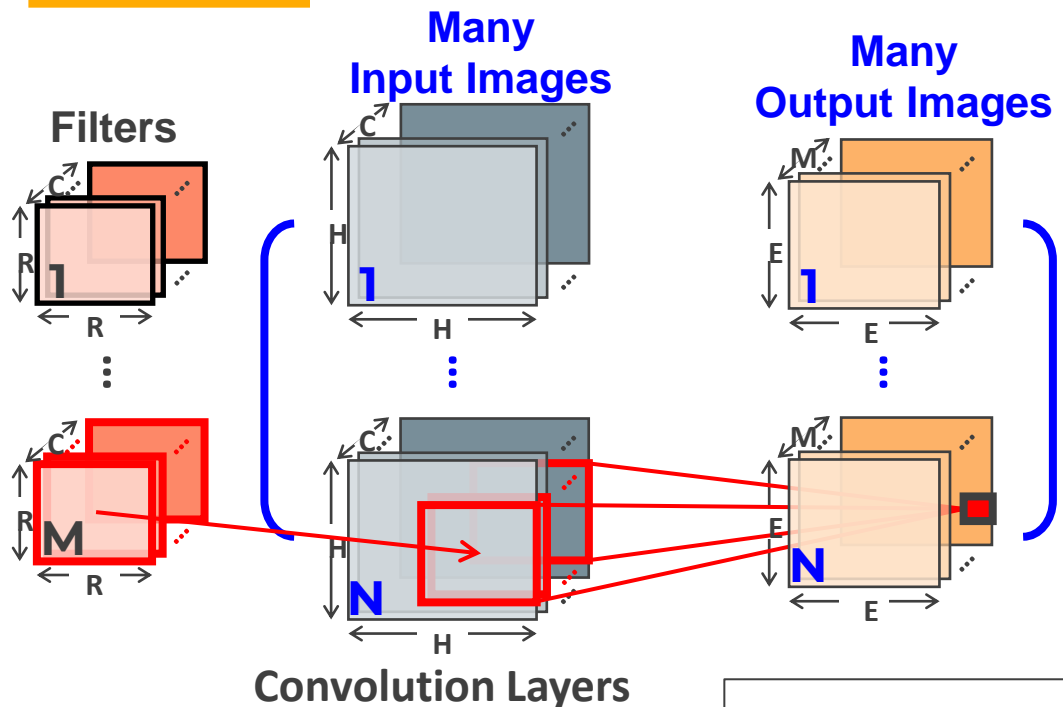 Many
Input Images
Many
Output Images
Filters
C
R
1
R
C
H
1
H
M
E
1
E
...
...
...
C
R
M
R
C
H
N
H
M
E
N
E
Convolution Layers